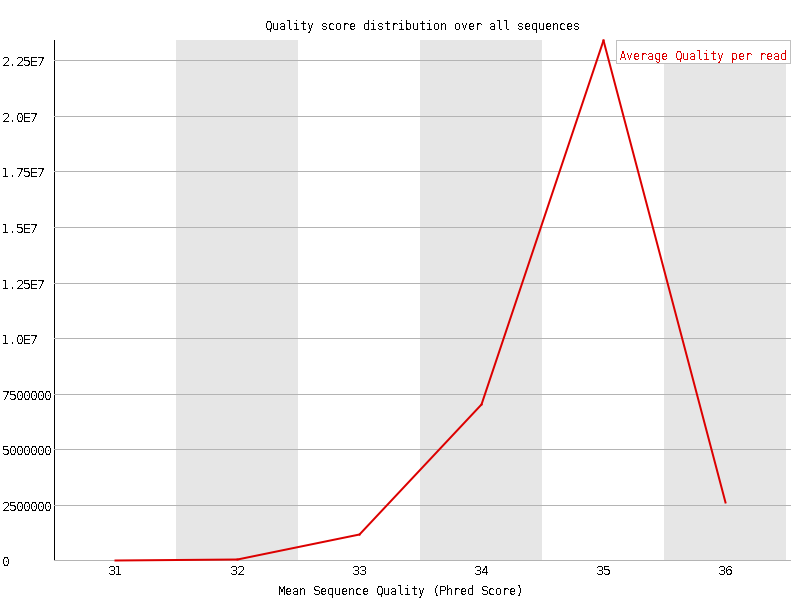 Quality score distribution over all sequences
Average Quality per read
2.25E7
2.0E7
1.75E7
1.5E7
1.25E7
1.0E7
7500000
5000000
2500000
0
31 32 33 34 35 36
Mean Sequence Quality (Phred Score)